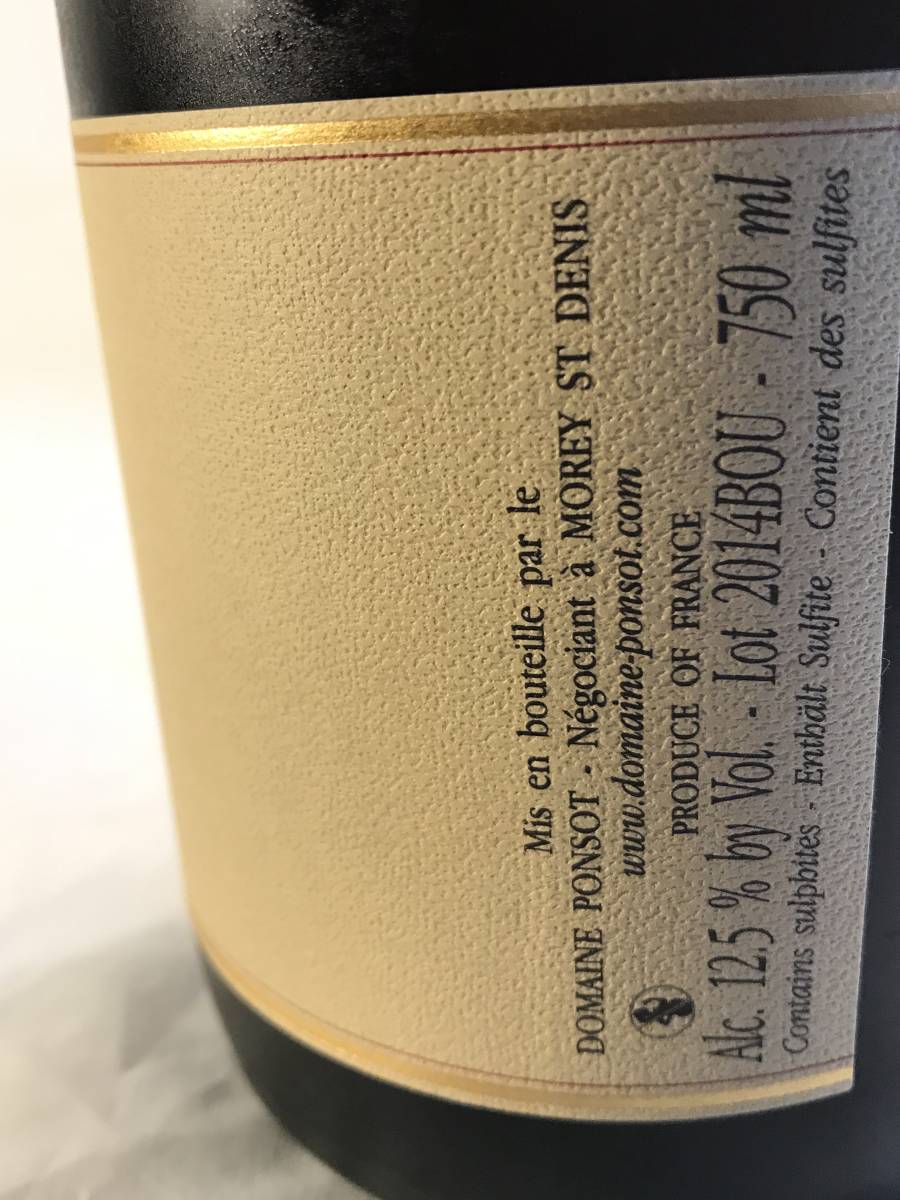 Mis en bouteille par le
DOMAINE PONSOT - Négociant à MOREY ST DENIS
www.domaine-ponsot.com
PRODUCE OF FRANCE
Alc. 12.5 % by Vol. - Lot 2014BOU - 750 ml
Contains sulphites - Enthält Sulfite - Contient des sulfites